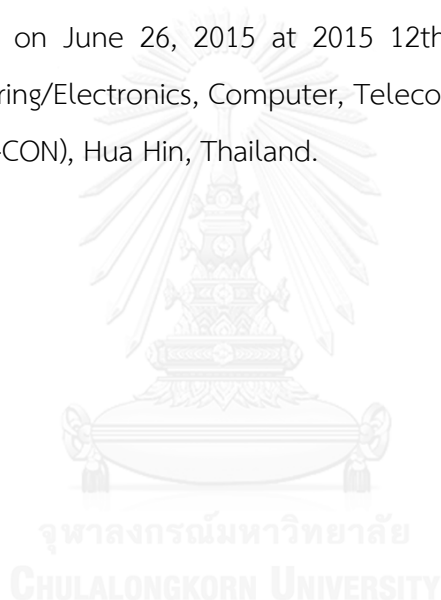 on June 26, 2015 at 2015 12th
ring/Electronics, Computer, Teleco
-CON), Hua Hin, Thailand.
จุฬาลงกรณ์มหาวิทยาลัย
CHULALONGKORN UNIVERSITY